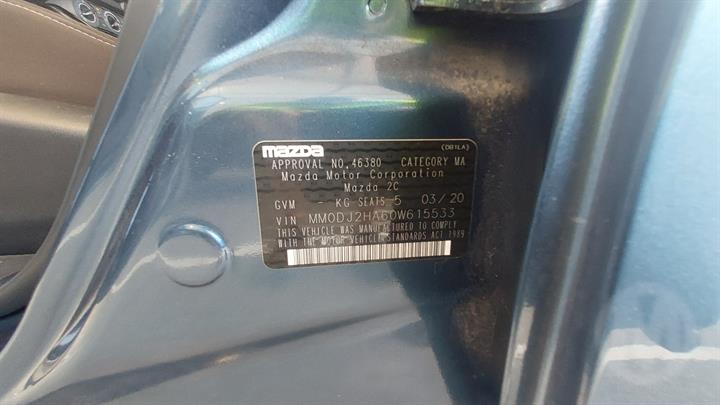 mazda (DB1LA)
APPROVAL NO. 46380 CATEGORY MA
Mazda Motor Corporation
Mazda 2C
GVM - KG SEATS 5 03/20
VIN MM0DJ2HA60W615533
THIS VEHICLE WAS MANUFACTURED TO COMPLY
WITH THE MOTOR VEHICLE STANDARDS ACT 1989